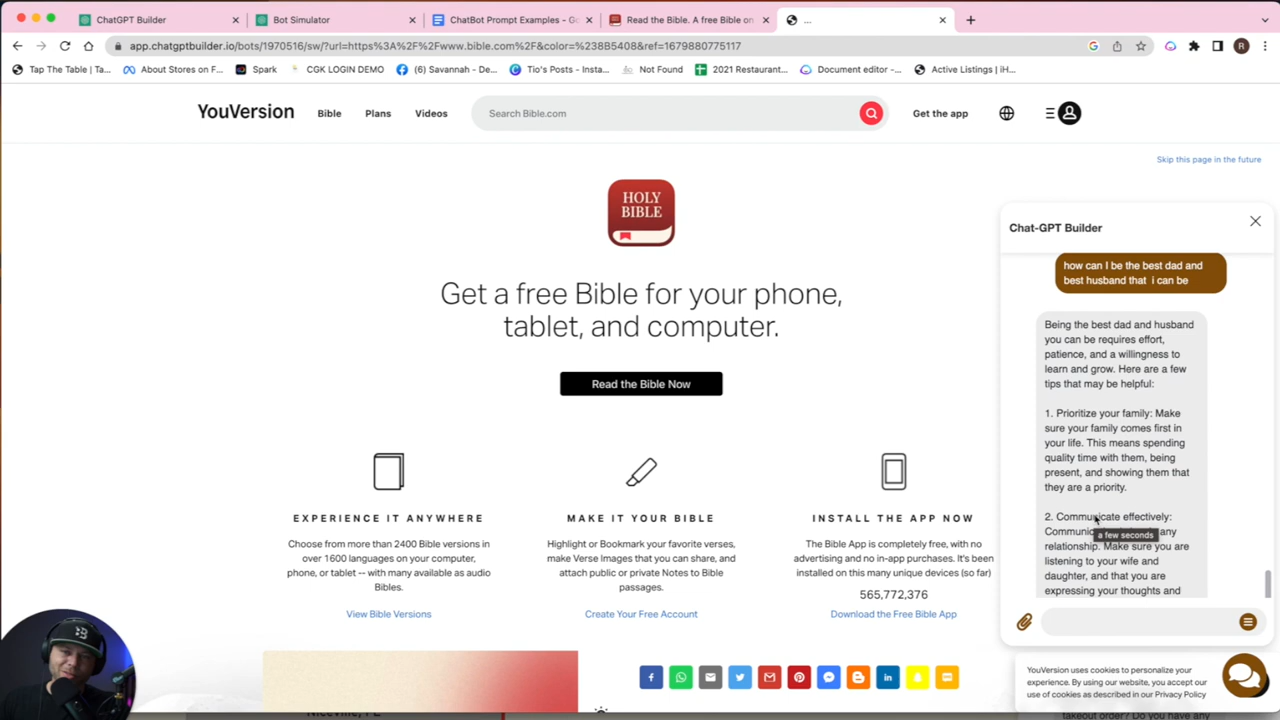 ChatGPT Builder
Bot Simulator
ChatBot Prompt Examples - Go
Read the Bible. A free Bible on
...
app.chatgptbuilder.io/bots/1970516/sw/?url=https%3A%2F%2Fwww.bible.com%2F&color=%238B5408&ref=1679880775117
Tap The Table | Ta...
About Stores on F...
Spark
CGK LOGIN DEMO
(6) Savannah - De...
Tio's Posts - Insta...
Not Found
2021 Restaurant...
Document editor -...
Active Listings | iH...
YouVersion
Bible
Plans
Videos
Search Bible.com
Get the app
Skip this page in the future
HOLY
BIBLE
Get a free Bible for your phone,
tablet, and computer.
Read the Bible Now
EXPERIENCE IT ANYWHERE
Choose from more than 2400 Bible versions in
over 1600 languages on your computer,
phone, or tablet -- with many available as audio
Bibles.
View Bible Versions
MAKE IT YOUR BIBLE
Highlight or Bookmark your favorite verses,
make Verse Images that you can share, and
attach public or private Notes to Bible
passages.
Create Your Free Account
INSTALL THE APP NOW
The Bible App is completely free, with no
advertising and no in-app purchases. It's been
installed on this many unique devices (so far)
565,772,376
Download the Free Bible App
Chat-GPT Builder
how can I be the best dad and
best husband that i can be
Being the best dad and husband
you can be requires effort,
patience, and a willingness to
learn and grow. Here are a few
tips that may be helpful:
1. Prioritize your family: Make
sure your family comes first in
your life. This means spending
quality time with them, being
present, and showing them that
they are a priority.
2. Communicate effectively:
any
a few seconds
relationship. Make sure you are
listening to your wife and
daughter, and that you are
expressing your thoughts and
YouVersion uses cookies to personalize your
experience. By using our website, you accept our
use of cookies as described in our Privacy Policy
takeout order? Do you have any